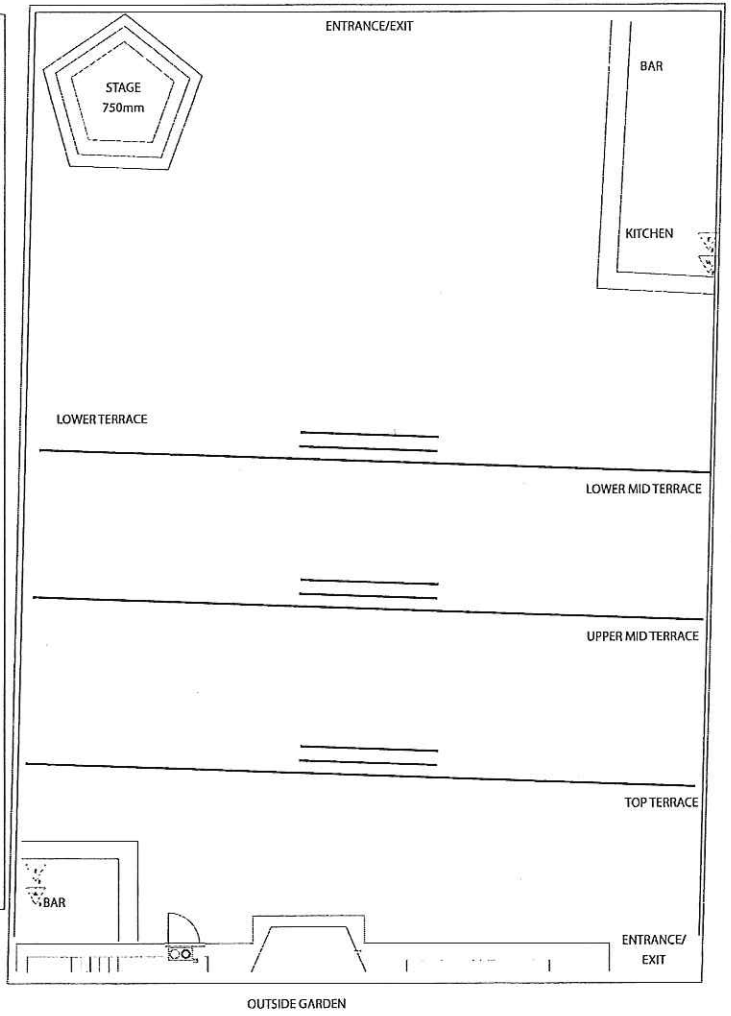 ENTRANCE/EXIT
STAGE
750mm
BAR
KITCHEN
LOWER TERRACE
LOWER MID TERRACE
UPPER MID TERRACE
TOP TERRACE
BAR
ENTRANCE/
EXIT
OUTSIDE GARDEN